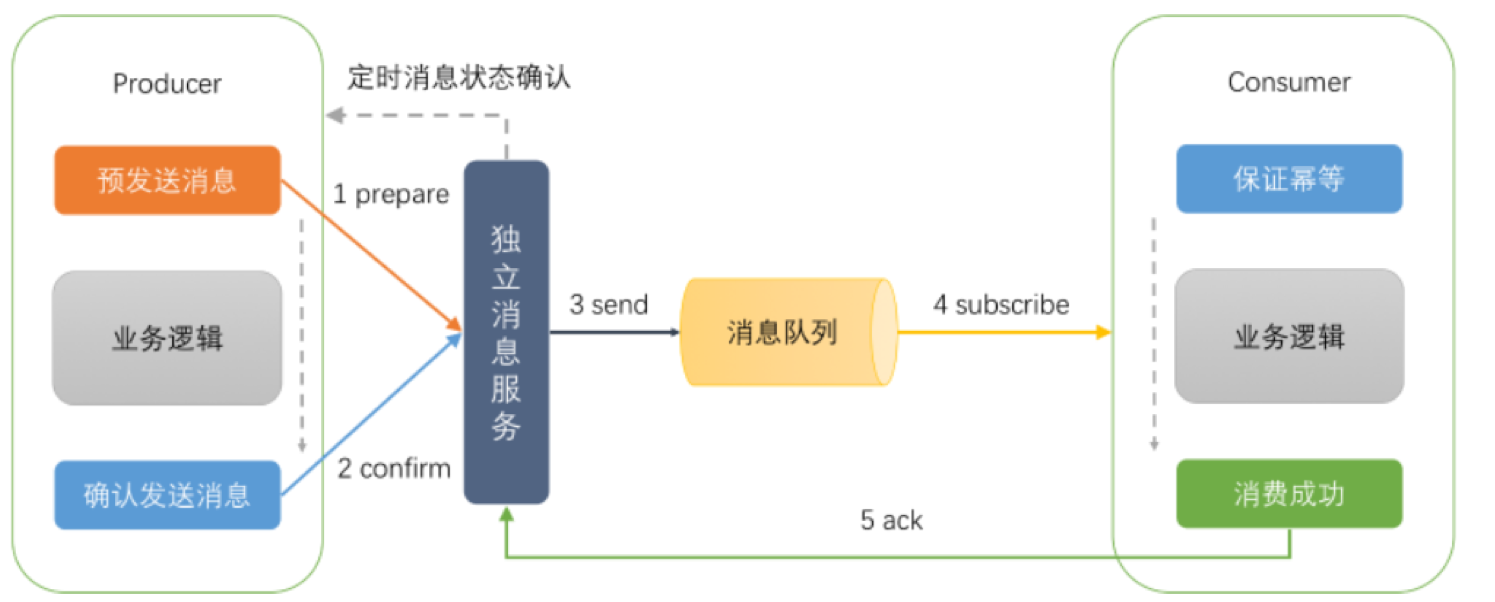 Producer
定时消息状态确认
Consumer
预发送消息
1 prepare
保证幂等
独立消息服务
业务逻辑
3 send
消息队列
4 subscribe
业务逻辑
确认发送消息
2 confirm
消费成功
5 ack